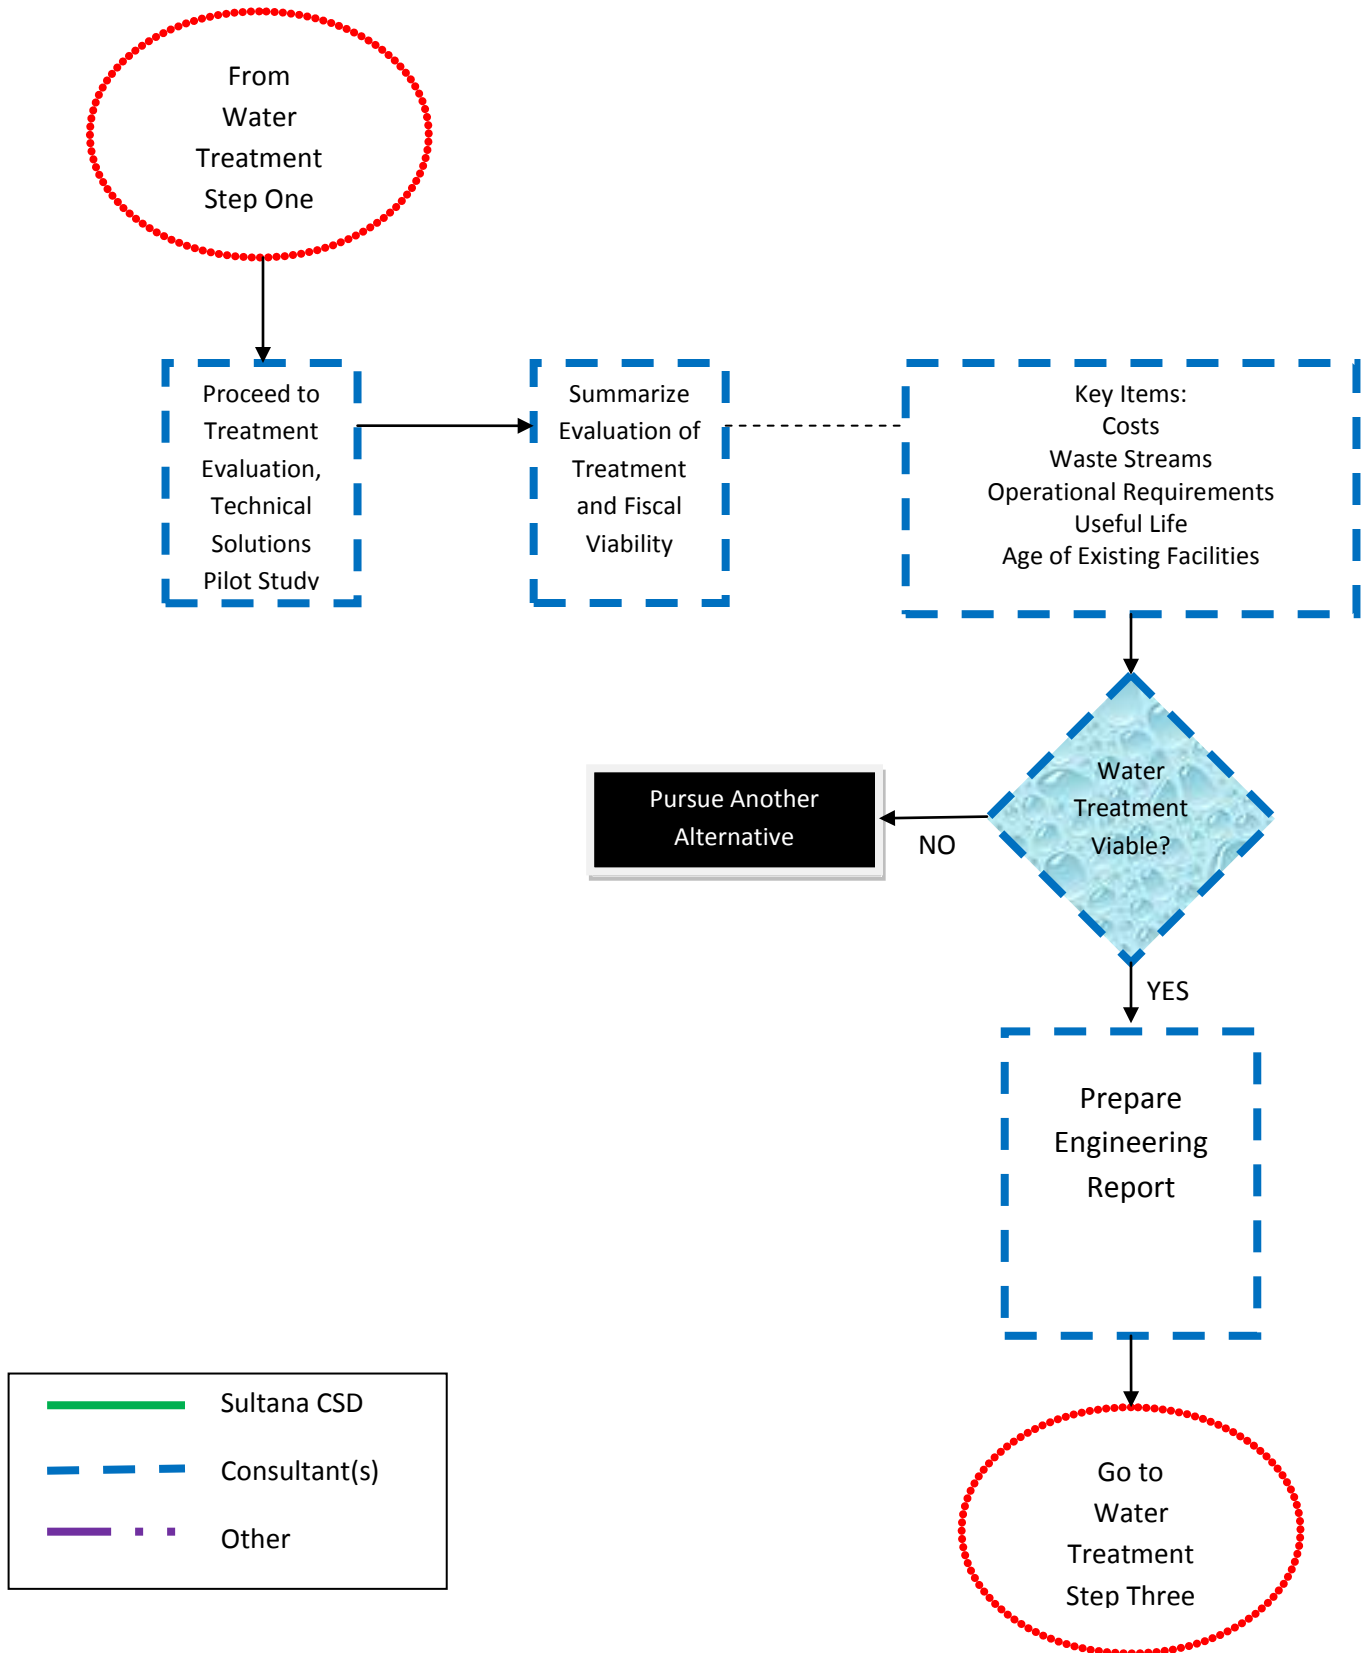 From
Water
Treatment
Step One
Proceed to
Treatment
Evaluation,
Technical
Solutions
Pilot Study
Summarize
Evaluation of
Treatment
and Fiscal
Viability
Key Items:
Costs
Waste Streams
Operational Requirements
Useful Life
Age of Existing Facilities
Water
Treatment
Viable?
NO
Pursue Another
Alternative
YES
Prepare
Engineering
Report
Go to
Water
Treatment
Step Three
Sultana CSD
Consultant(s)
Other